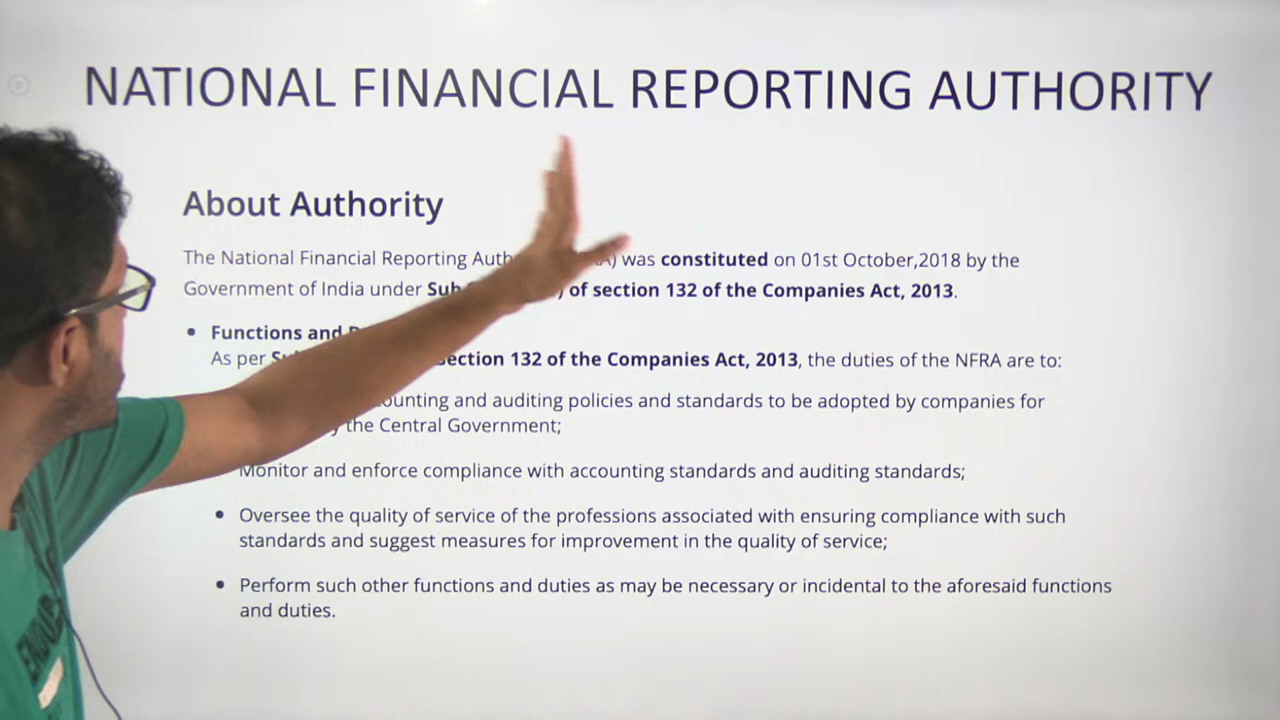 NATIONAL FINANCIAL REPORTING AUTHORITY
About Authority
The National Financial Reporting was constituted on 01st October,2018 by the
Government of India under of section 132 of the Companies Act, 2013.
Functions and
As per section 132 of the Companies Act, 2013, the duties of the NFRA are to:
and auditing policies and standards to be adopted by companies for
the Central Government;
Monitor and enforce compliance with accounting standards and auditing standards;
Oversee the quality of service of the professions associated with ensuring compliance with such
standards and suggest measures for improvement in the quality of service;
Perform such other functions and duties as may be necessary or incidental to the aforesaid functions
and duties.